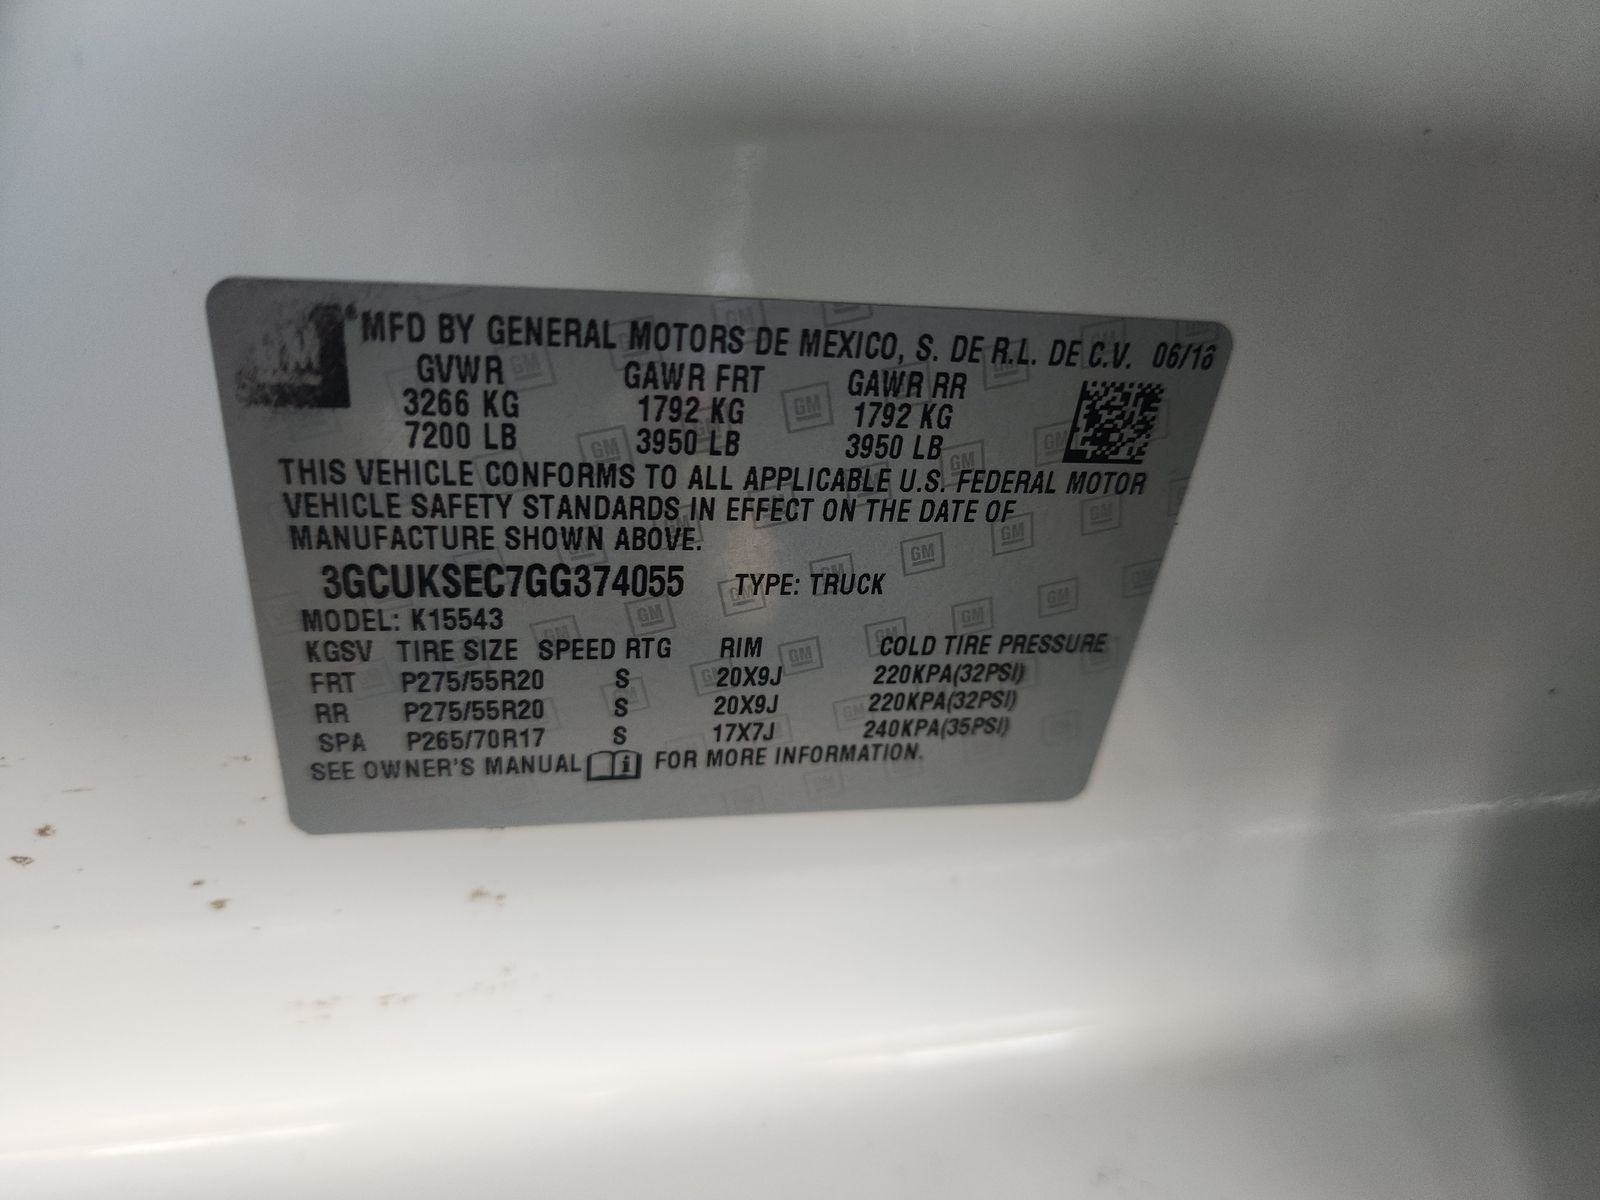 MFD BY GENERAL MOTORS DE MEXICO, S. DE R.L. DE C.V. 06/16
GVWR GAWR FRT GAWR RR
3266 KG 1792 KG 1792 KG
7200 LB 3950 LB 3950 LB
THIS VEHICLE CONFORMS TO ALL APPLICABLE U.S. FEDERAL MOTOR
VEHICLE SAFETY STANDARDS IN EFFECT ON THE DATE OF
MANUFACTURE SHOWN ABOVE.
3GCUKSEC7GG374055 TYPE: TRUCK
MODEL: K15543
KGSV TIRE SIZE SPEED RTG RIM COLD TIRE PRESSURE
FRT P275/55R20 S 20X9J 220KPA(32PSI)
RR P275/55R20 S 20X9J 220KPA(32PSI)
SPA P265/70R17 S 17X7J 240KPA(35PSI)
SEE OWNER'S MANUAL i FOR MORE INFORMATION.